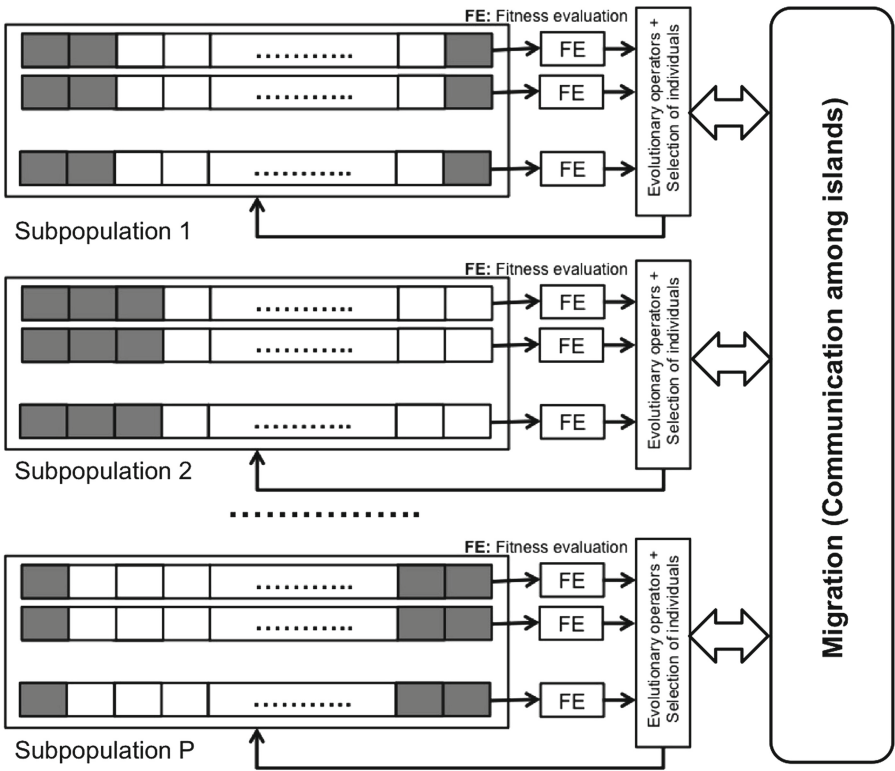 FE: Fitness evaluation
FE
FE
FE
Evolutionary operators +
Selection of individuals
Subpopulation 1
FE: Fitness evaluation
FE
FE
FE
Evolutionary operators +
Selection of individuals
Subpopulation 2
FE: Fitness evaluation
FE
FE
FE
Evolutionary operators +
Selection of individuals
Subpopulation P
Migration (Communication among islands)